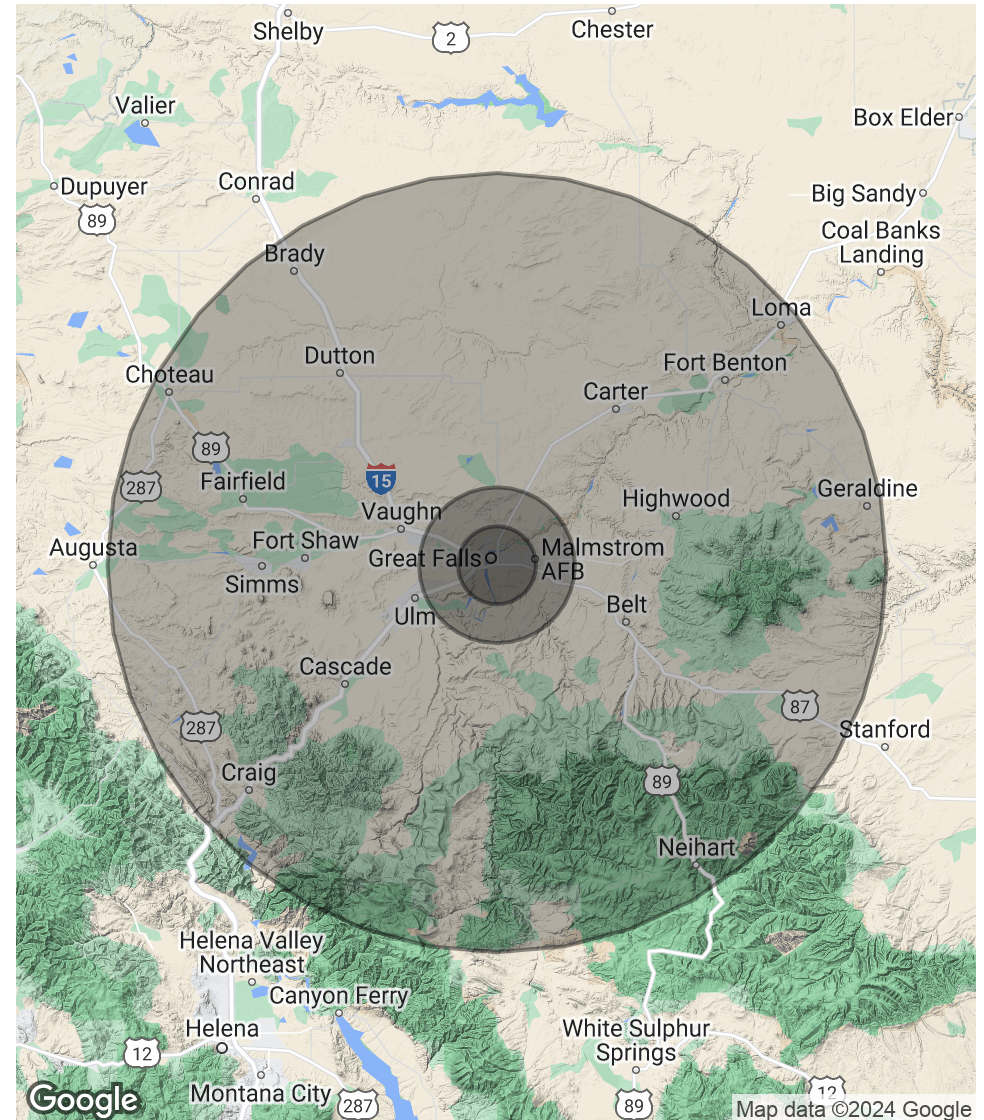 Shelby
2
Chester
Valier
Box Elder
Dupuyer
Conrad
Big Sandy
89
Coal Banks
Landing
Brady
Loma
Dutton
Fort Benton
Choteau
Carter
89
15
287
Fairfield
Geraldine
Highwood
Vaughn
Augusta
Fort Shaw
Great Falls
Malmstrom
AFB
Simms
Ulm
Belt
Cascade
87
287
Stanford
Craig
89
Neihart
Helena Valley
Northeast
Canyon Ferry
Helena
White Sulphur
Springs
12
Montana City
12
Google
287
89
Map data ©2024 Google